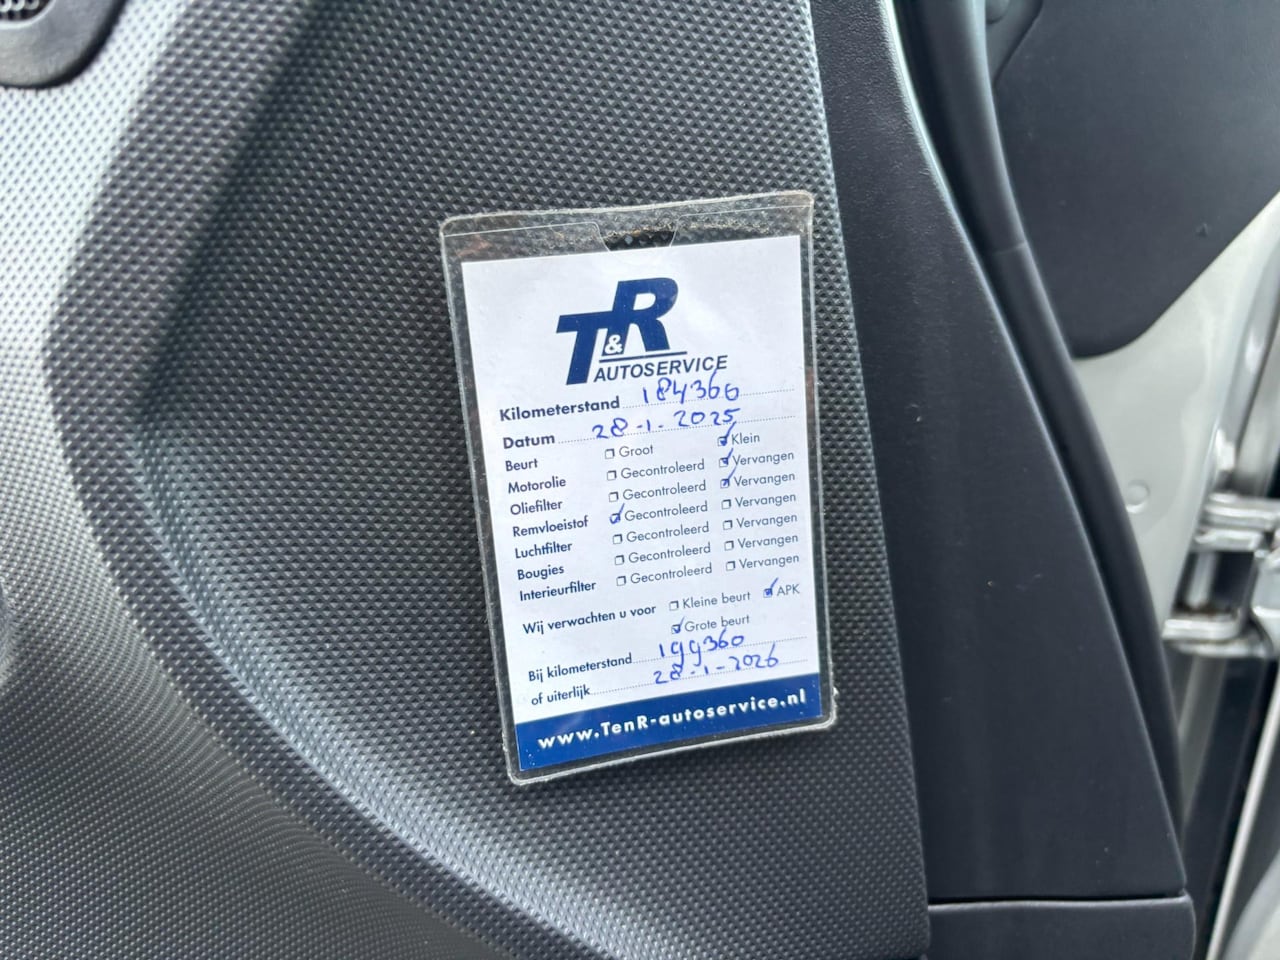 T&R
AUTOSERVICE
Kilometerstand 184360
Datum 28-1-2025
Beurt Groot Klein
Motorolie Gecontroleerd Vervangen
Oliefilter Gecontroleerd Vervangen
Remvloeistof Gecontroleerd Vervangen
Luchtfilter Gecontroleerd Vervangen
Bougies Gecontroleerd Vervangen
Interieurfilter Gecontroleerd Vervangen
Wij verwachten u voor Kleine beurt APK
Grote beurt
Bij kilometerstand 199360
of uiterlijk 28-1-2026
www.TenR-autoservice.nl